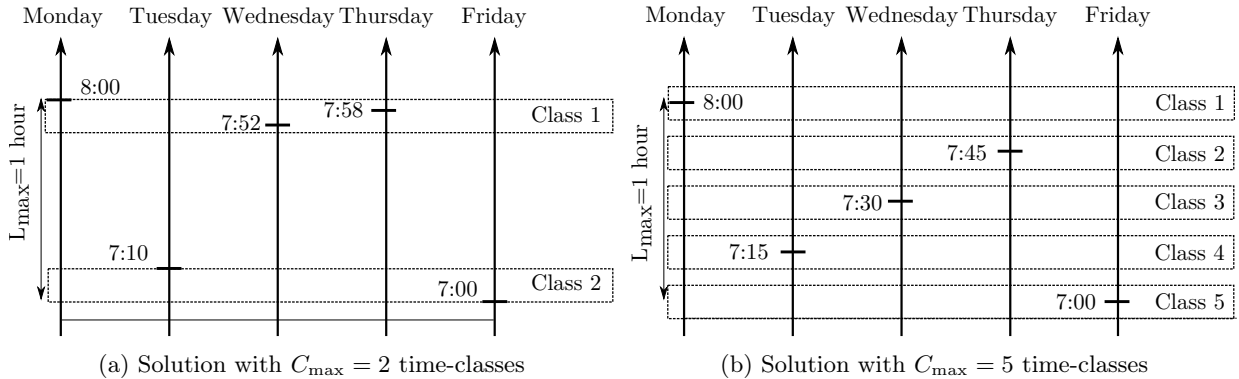 Monday Tuesday Wednesday Thursday Friday
8:00
7:58
7:52
Class 1
L_max=1 hour
7:10
7:00
Class 2
(a) Solution with C_max = 2 time-classes
Monday Tuesday Wednesday Thursday Friday
8:00
Class 1
7:45
Class 2
7:30
Class 3
L_max=1 hour
7:15
Class 4
7:00
Class 5
(b) Solution with C_max = 5 time-classes